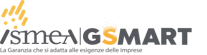 ismea GSMART
La Garanzia che si adatta alle esigenze delle imprese